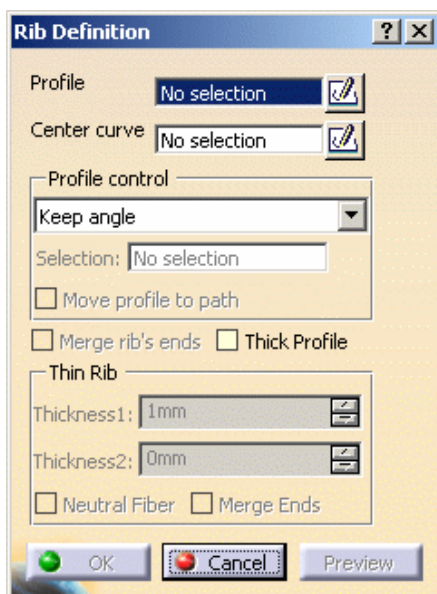 Rib Definition
Profile No selection
Center curve No selection
Profile control
Keep angle
Selection: No selection
Move profile to path
Merge rib's ends Thick Profile
Thin Rib
Thickness1: 1mm
Thickness2: 0mm
Neutral Fiber Merge Ends
OK Cancel Preview